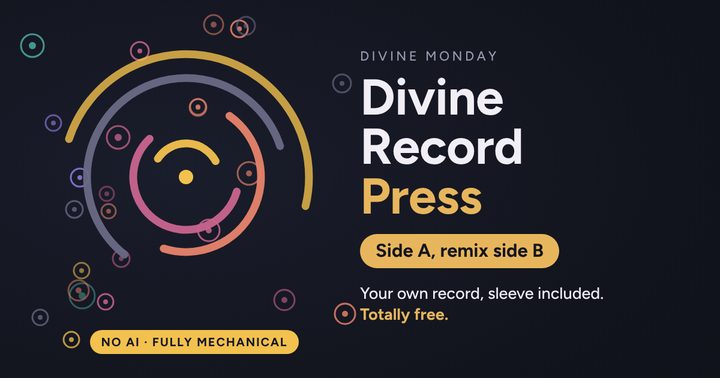 DIVINE MONDAY
Divine
Record
Press
Side A, remix side B
Your own record, sleeve included.
Totally free.
NO AI · FULLY MECHANICAL